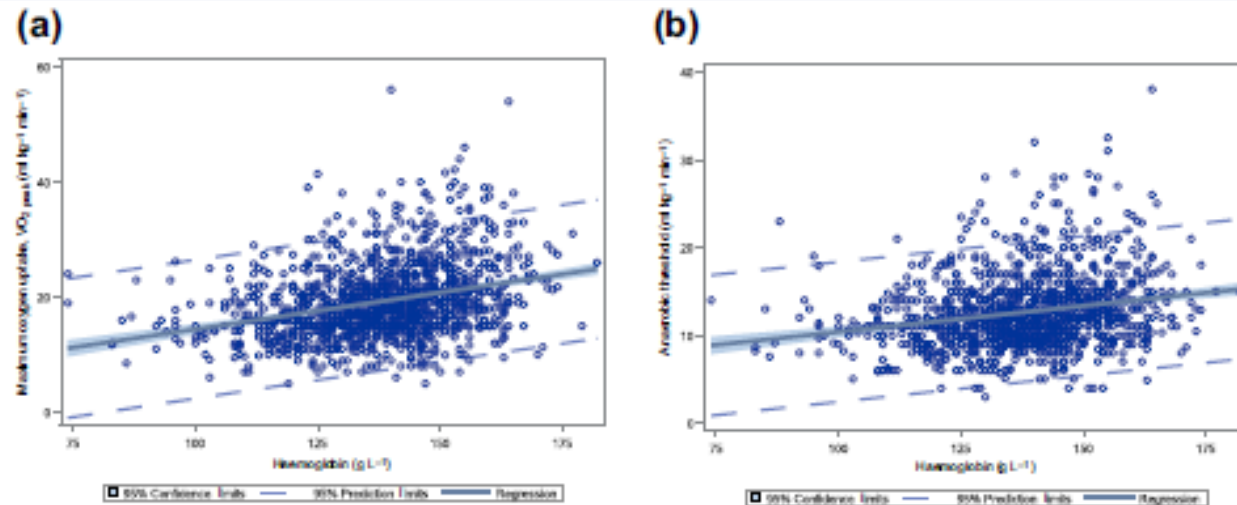 (a)
(b)
Maximum oxygen uptake, VO₂ peak (ml kg⁻¹ min⁻¹)
60
40
20
0
75 100 125 150 175
Haemoglobin (g L⁻¹)
95% Confidence limits 95% Prediction limits Regression
Anaerobic threshold (ml kg⁻¹ min⁻¹)
40
30
20
10
0
75 100 125 150 175
Haemoglobin (g L⁻¹)
95% Confidence limits 95% Prediction limits Regression